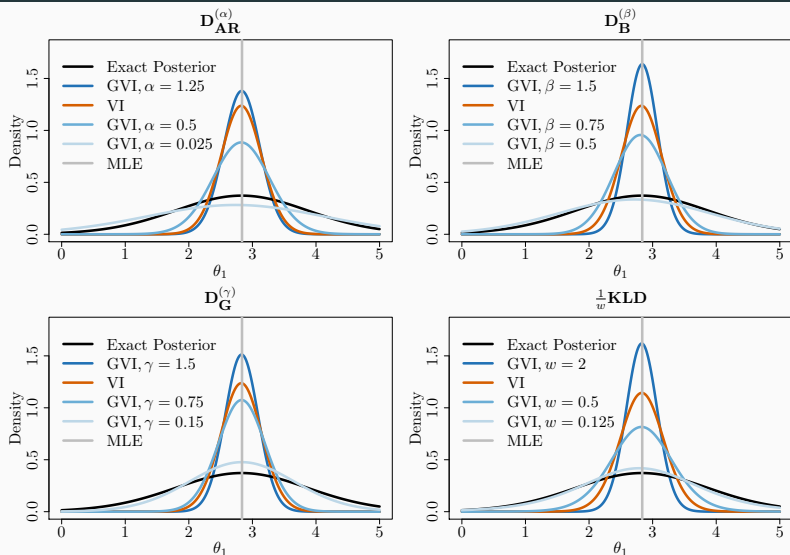 D_AR^(α)
Density
1.5
1.0
0.5
0.0
Exact Posterior
GVI, α = 1.25
VI
GVI, α = 0.5
GVI, α = 0.025
MLE
0 1 2 3 4 5
θ₁
D_B^(β)
Density
1.5
1.0
0.5
0.0
Exact Posterior
GVI, β = 1.5
VI
GVI, β = 0.75
GVI, β = 0.5
MLE
0 1 2 3 4 5
θ₁
D_G^(γ)
Density
1.5
1.0
0.5
0.0
Exact Posterior
GVI, γ = 1.5
VI
GVI, γ = 0.75
GVI, γ = 0.15
MLE
0 1 2 3 4 5
θ₁
1/w KLD
Density
1.5
1.0
0.5
0.0
Exact Posterior
GVI, w = 2
VI
GVI, w = 0.5
GVI, w = 0.125
MLE
0 1 2 3 4 5
θ₁